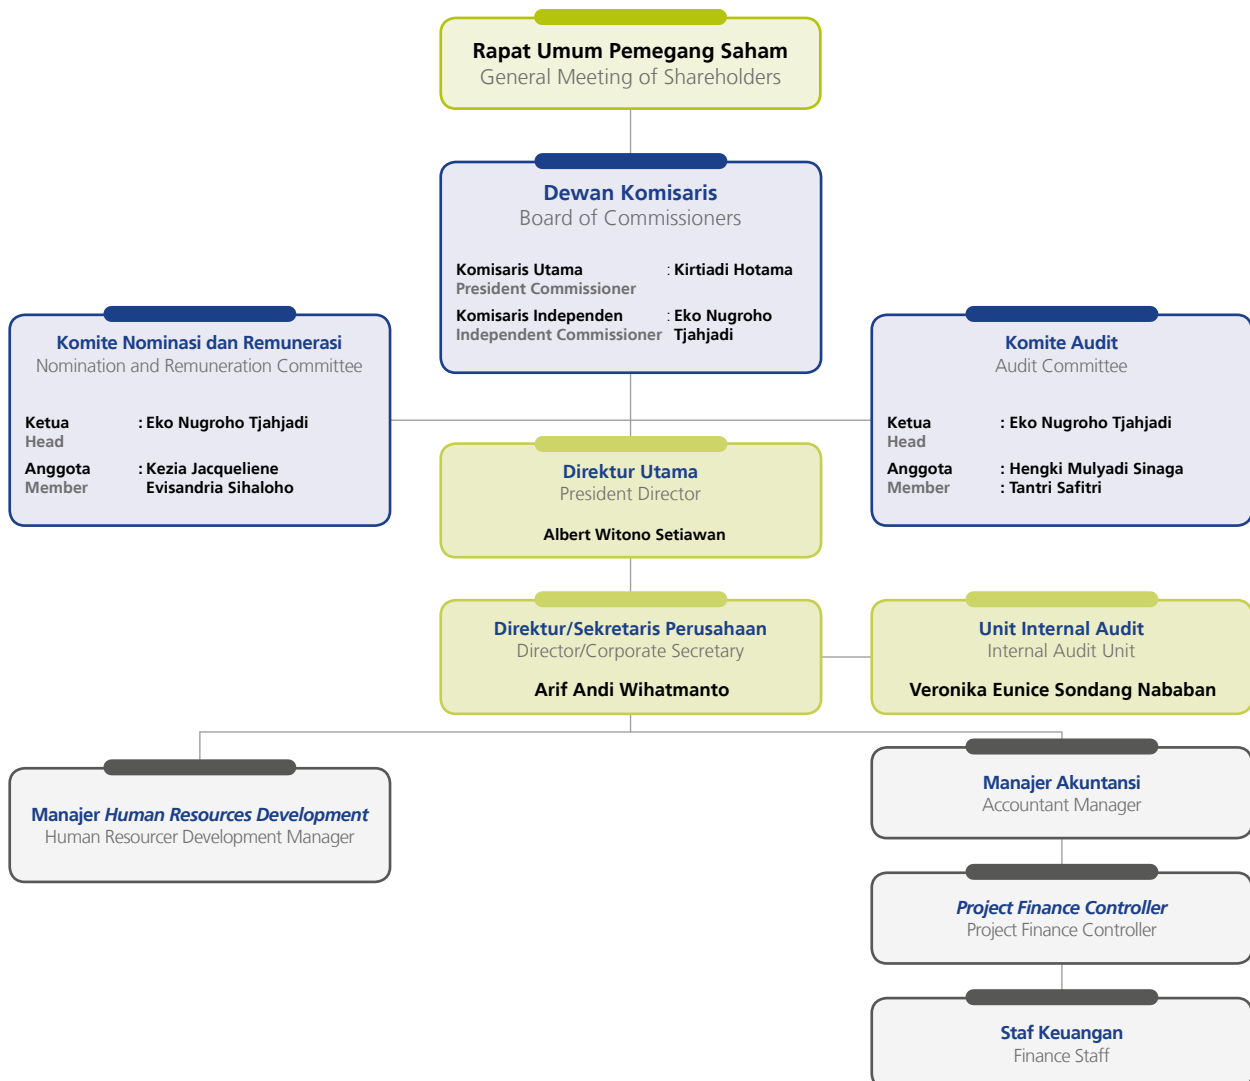 Rapat Umum Pemegang Saham
General Meeting of Shareholders
Dewan Komisaris
Board of Commissioners
Komisaris Utama : Kirtiadi Hotama
President Commissioner
Komisaris Independen : Eko Nugroho
Independent Commissioner Tjahjadi
Komite Nominasi dan Remunerasi
Nomination and Remuneration Committee
Ketua : Eko Nugroho Tjahjadi
Head
Anggota : Kezia Jacqueliene
Member Evisandria Sihaloho
Komite Audit
Audit Committee
Ketua : Eko Nugroho Tjahjadi
Head
Anggota : Hengki Mulyadi Sinaga
Member : Tantri Safitri
Direktur Utama
President Director
Albert Witono Setiawan
Direktur/Sekretaris Perusahaan
Director/Corporate Secretary
Arif Andi Wihatmanto
Unit Internal Audit
Internal Audit Unit
Veronika Eunice Sondang Nababan
Manajer Human Resources Development
Human Resourcer Development Manager
Manajer Akuntansi
Accountant Manager
Project Finance Controller
Project Finance Controller
Staf Keuangan
Finance Staff